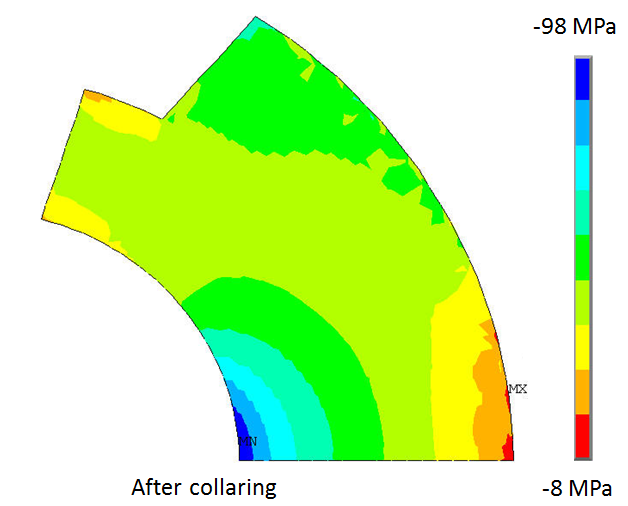 -98 MPa
MX
MN
After collaring
-8 MPa